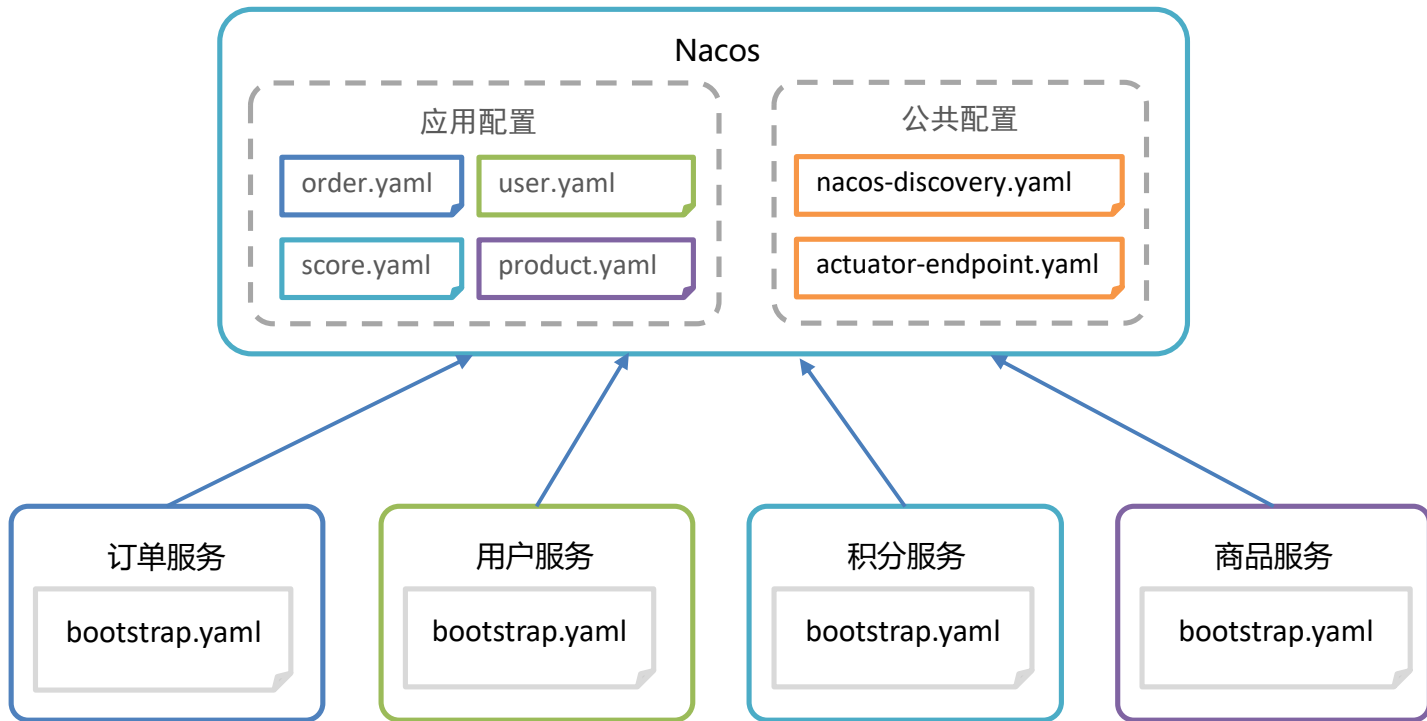 Nacos
应用配置
公共配置
order.yaml
user.yaml
nacos-discovery.yaml
score.yaml
product.yaml
actuator-endpoint.yaml
订单服务
用户服务
积分服务
商品服务
bootstrap.yaml
bootstrap.yaml
bootstrap.yaml
bootstrap.yaml